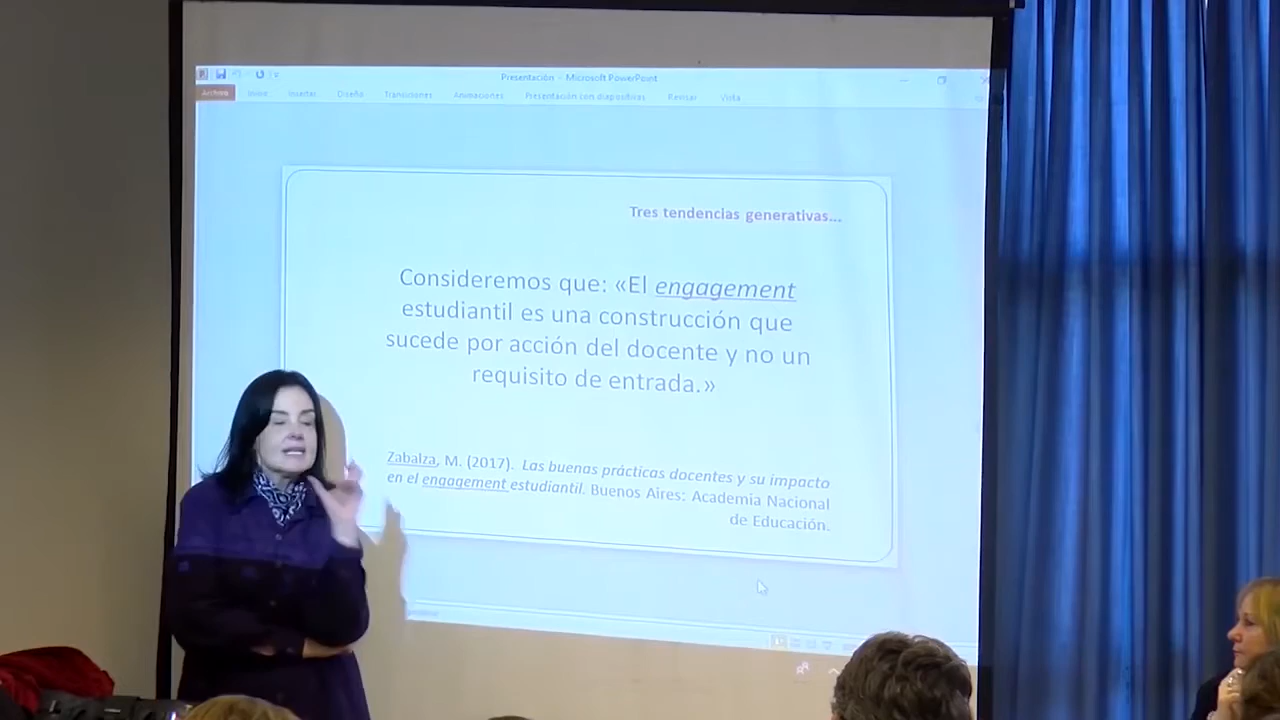 Presentación - Microsoft PowerPoint
Archivo Inicio Insertar Diseño Transiciones Animaciones Presentación con diapositivas Revisar Vista
Tres tendencias generativas...
Consideremos que: «El engagement
estudiantil es una construcción que
sucede por acción del docente y no un
requisito de entrada.»
Zabalza, M. (2017). Las buenas prácticas docentes y su impacto
en el engagement estudiantil. Buenos Aires: Academia Nacional
de Educación.